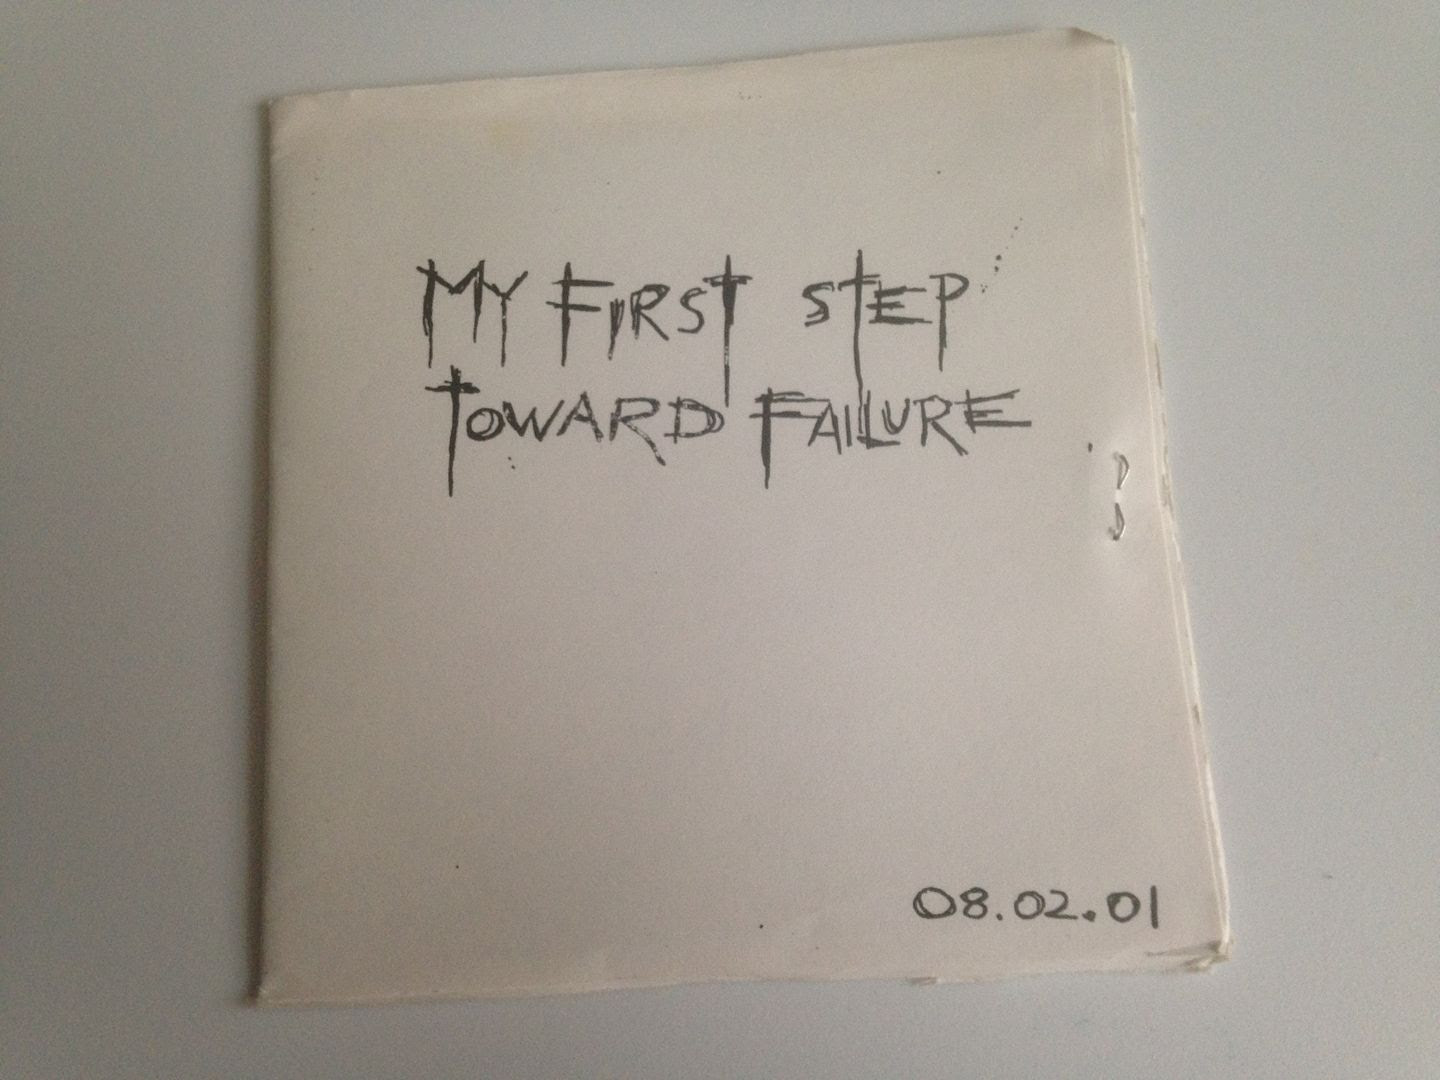 MY FIRST STEP
TOWARD FAILURE
08.02.01